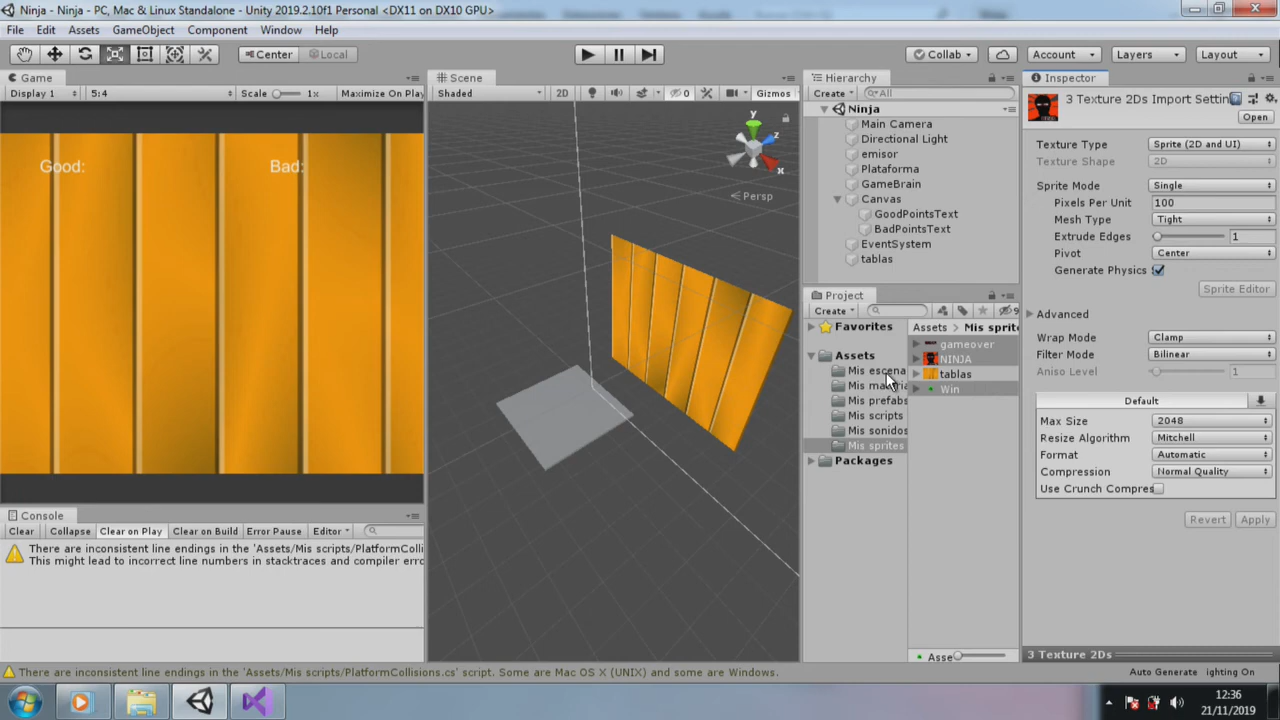 Ninja - Ninja - PC, Mac & Linux Standalone - Unity 2019.2.10f1 Personal <DX11 on DX10 GPU>
File Edit Assets GameObject Component Window Help
Center Local
Collab Account Layers Layout
Game
Display 1 5:4 Scale 1x Maximize On Play
Good: Bad:
Scene
Shaded 2D 0 Gizmos
y
z
x
Persp
Hierarchy
Create All
Ninja
Main Camera
Directional Light
emisor
Plataforma
GameBrain
Canvas
GoodPointsText
BadPointsText
EventSystem
tablas
Project
Create 9
Favorites
Assets
Mis escena
Mis
Mis prefabs
Mis scripts
Mis sonidos
Mis sprites
Packages
Assets > Mis sprite
gameover
NINJA
tablas
Win
Asse
Inspector
3 Texture 2Ds Import Settin
Open
Texture Type Sprite (2D and UI)
Texture Shape 2D
Sprite Mode Single
Pixels Per Unit 100
Mesh Type Tight
Extrude Edges 1
Pivot Center
Generate Physics
Sprite Editor
Advanced
Wrap Mode Clamp
Filter Mode Bilinear
Aniso Level 1
Default
Max Size 2048
Resize Algorithm Mitchell
Format Automatic
Compression Normal Quality
Use Crunch Compres
Revert Apply
3 Texture 2Ds
Console
Clear Collapse Clear on Play Clear on Build Error Pause Editor
There are inconsistent line endings in the 'Assets/Mis scripts/PlatformColli
This might lead to incorrect line numbers in stacktraces and compiler erro
There are inconsistent line endings in the 'Assets/Mis scripts/PlatformCollisions.cs' script. Some are Mac OS X (UNIX) and some are Windows.
Auto Generate ighting On
12:36
21/11/2019